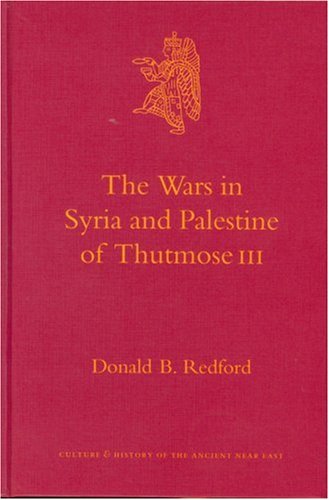 The Wars in
Syria and Palestine
of Thutmose III
Donald B. Redford
CULTURE & HISTORY OF THE ANCIENT NEAR EAST